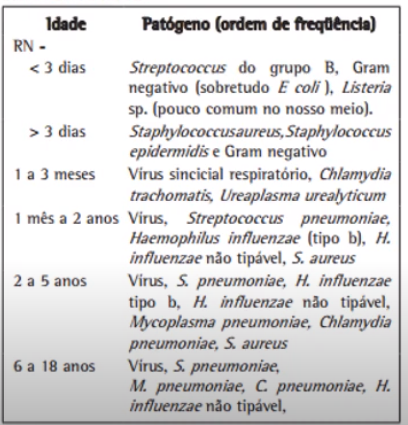 Idade Patógeno (ordem de freqüência)
RN -
< 3 dias Streptococcus do grupo B, Gram
negativo (sobretudo E coli ), Listeria
sp. (pouco comum no nosso meio).
> 3 dias Staphylococcusaureus,Staphylococcus
epidermidis e Gram negativo
1 a 3 meses Vírus sincicial respiratório, Chlamydia
trachomatis, Ureaplasma urealyticum
1 mês a 2 anos Vírus, Streptococcus pneumoniae,
Haemophilus influenzae (tipo b), H.
influenzae não tipável, S. aureus
2 a 5 anos Vírus, S. pneumoniae, H. influenzae
tipo b, H. influenzae não tipável,
Mycoplasma pneumoniae, Chlamydia
pneumoniae, S. aureus
6 a 18 anos Vírus, S. pneumoniae,
M. pneumoniae, C. pneumoniae, H.
influenzae não tipável,